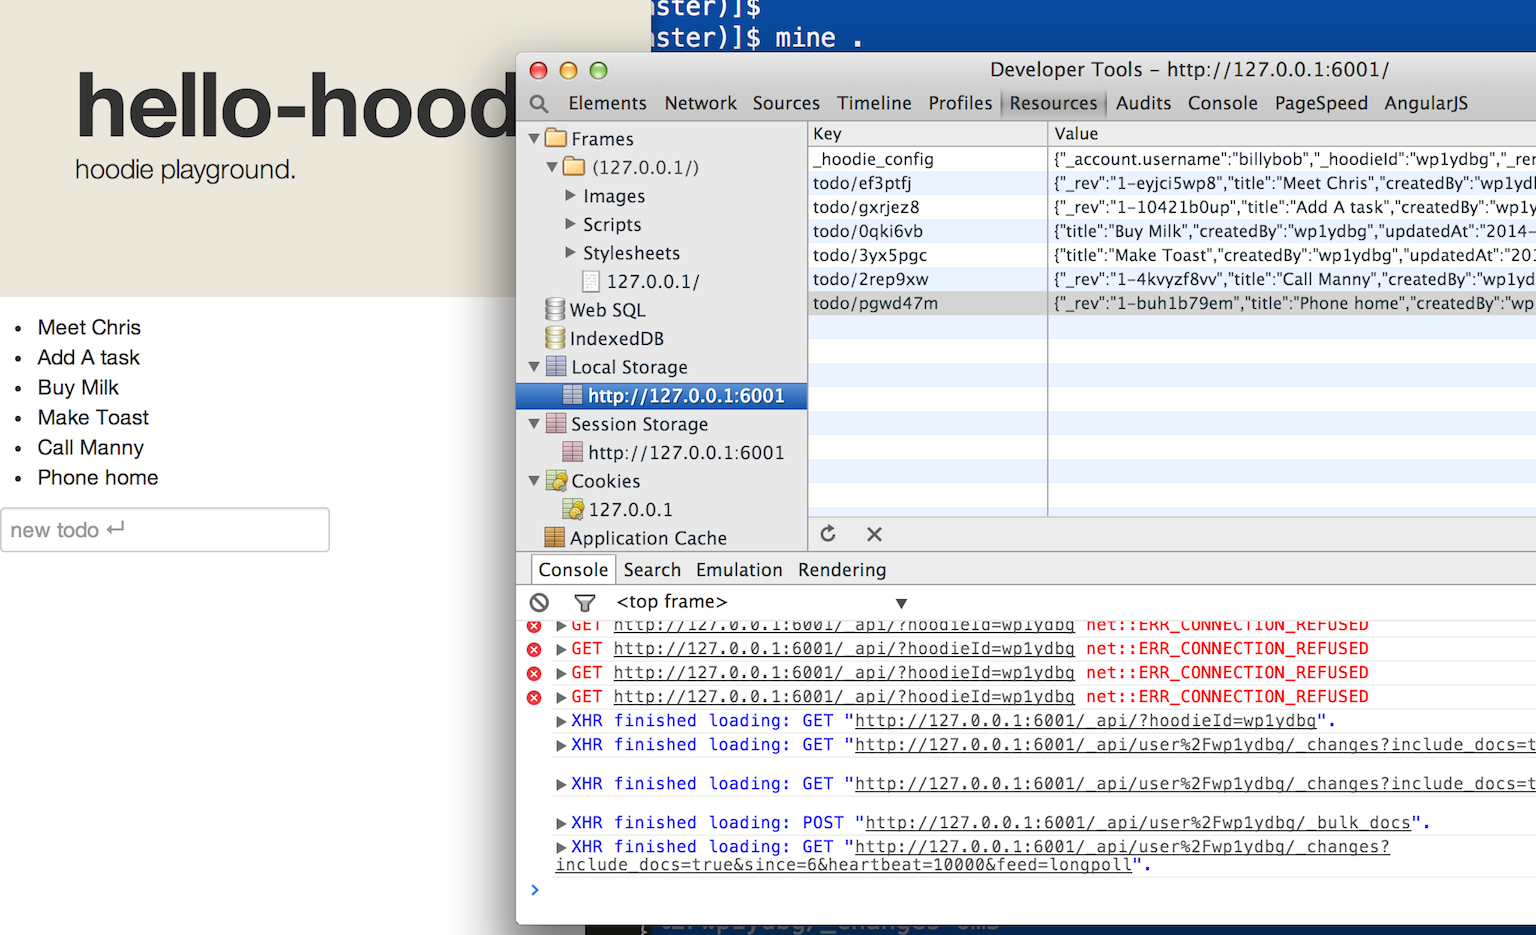 ster)]$
ster)]$ mine .
hello-hood
hoodie playground.
Meet Chris
Add A task
Buy Milk
Make Toast
Call Manny
Phone home
new todo ↵
Developer Tools – http://127.0.0.1:6001/
Elements Network Sources Timeline Profiles Resources Audits Console PageSpeed AngularJS
Frames
(127.0.0.1/)
Images
Scripts
Stylesheets
127.0.0.1/
Web SQL
IndexedDB
Local Storage
http://127.0.0.1:6001
Session Storage
http://127.0.0.1:6001
Cookies
127.0.0.1
Application Cache
Key Value
_hoodie_config {"_account.username":"billybob","_hoodieId":"wp1ydbg","_rer
todo/ef3ptfj {"_rev":"1-eyjci5wp8","title":"Meet Chris","createdBy":"wp1ydl
todo/gxrjez8 {"_rev":"1-10421b0up","title":"Add A task","createdBy":"wp1y
todo/0qki6vb {"title":"Buy Milk","createdBy":"wp1ydbg","updatedAt":"2014-
todo/3yx5pgc {"title":"Make Toast","createdBy":"wp1ydbg","updatedAt":"201
todo/2rep9xw {"_rev":"1-4kvyzf8vv","title":"Call Manny","createdBy":"wp1yd
todo/pgwd47m {"_rev":"1-buh1b79em","title":"Phone home","createdBy":"wp
Console Search Emulation Rendering
<top frame>
GET http://127.0.0.1:6001/_api/?hoodieId=wp1ydbg net::ERR_CONNECTION_REFUSED
GET http://127.0.0.1:6001/_api/?hoodieId=wp1ydbg net::ERR_CONNECTION_REFUSED
GET http://127.0.0.1:6001/_api/?hoodieId=wp1ydbg net::ERR_CONNECTION_REFUSED
GET http://127.0.0.1:6001/_api/?hoodieId=wp1ydbg net::ERR_CONNECTION_REFUSED
XHR finished loading: GET "http://127.0.0.1:6001/_api/?hoodieId=wp1ydbg".
XHR finished loading: GET "http://127.0.0.1:6001/_api/user%2Fwp1ydbg/_changes?include_docs=t
XHR finished loading: GET "http://127.0.0.1:6001/_api/user%2Fwp1ydbg/_changes?include_docs=t
XHR finished loading: POST "http://127.0.0.1:6001/_api/user%2Fwp1ydbg/_bulk_docs".
XHR finished loading: GET "http://127.0.0.1:6001/_api/user%2Fwp1ydbg/_changes?
include_docs=true&since=6&heartbeat=10000&feed=longpoll".